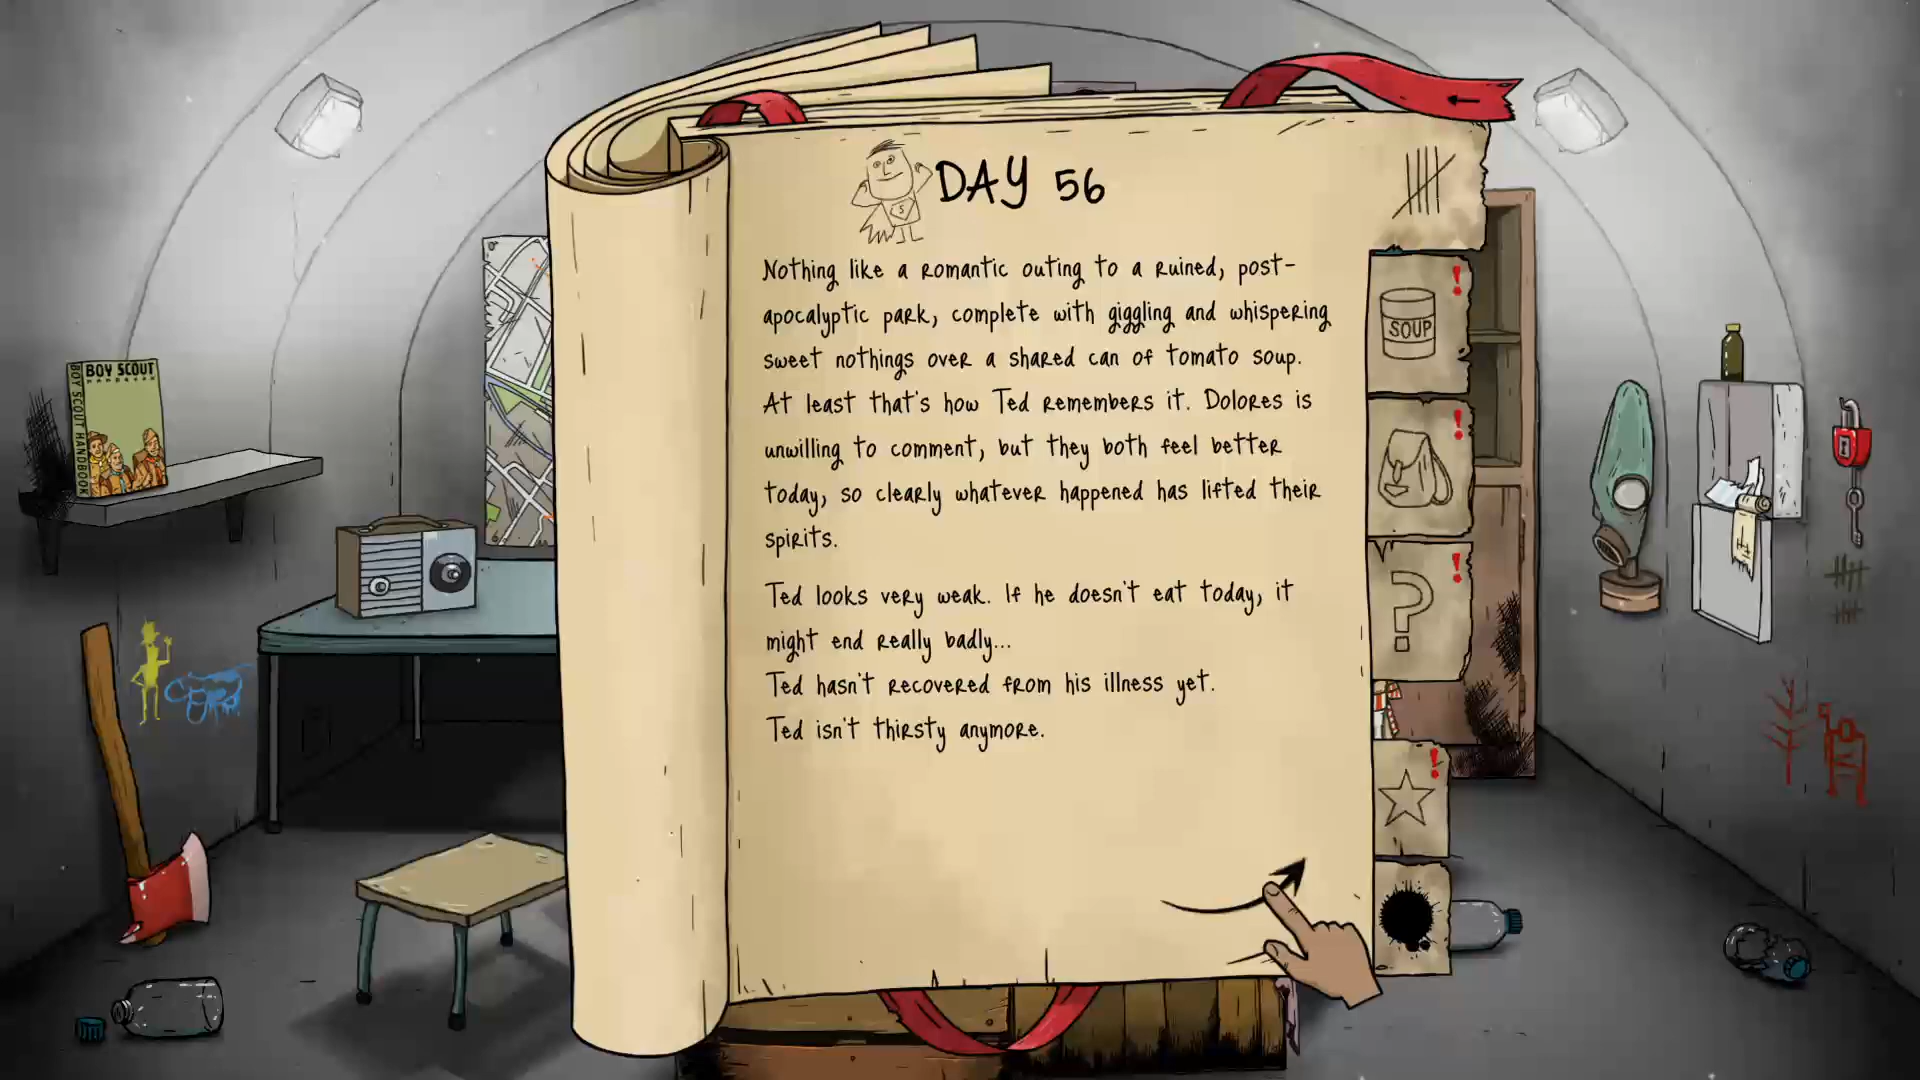 DAY 56
Nothing like a romantic outing to a ruined, post-
apocalyptic park, complete with giggling and whispering
sweet nothings over a shared can of tomato soup.
At least that's how Ted remembers it. Dolores is
unwilling to comment, but they both feel better
today, so clearly whatever happened has lifted their
spirits.
Ted looks very weak. If he doesn't eat today, it
might end really badly...
Ted hasn't recovered from his illness yet.
Ted isn't thirsty anymore.
S
!
SOUP
!
!
?
!
BOY SCOUT
BOY SCOUT HANDBOOK